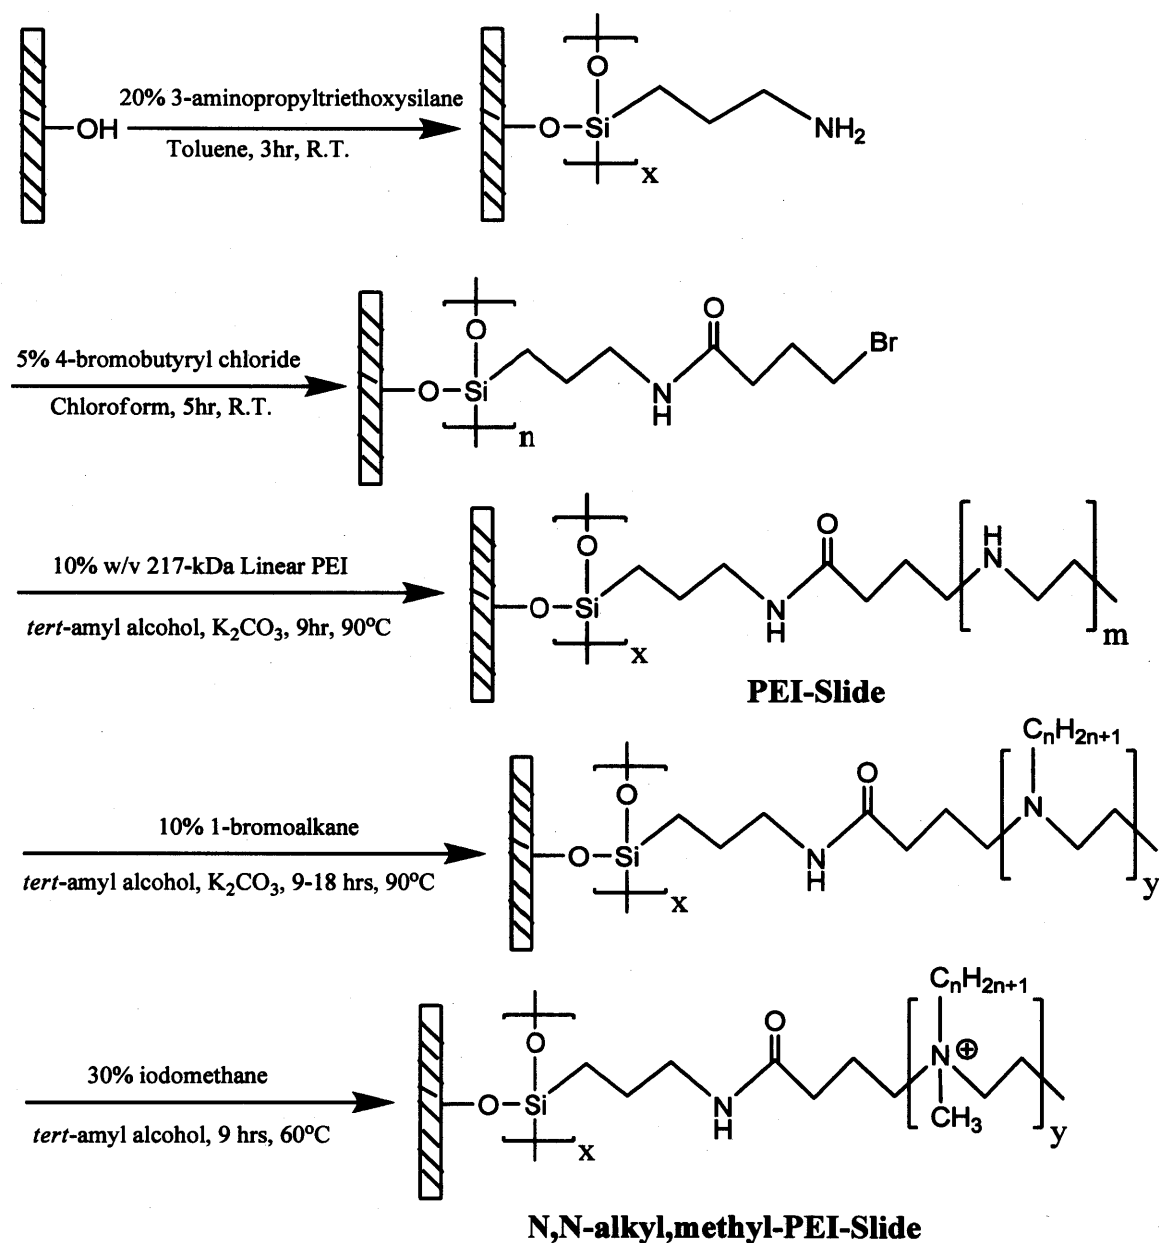 20% 3-aminopropyltriethoxysilane
OH
Toluene, 3hr, R.T.
O
O
Si
x
NH2
5% 4-bromobutyryl chloride
Chloroform, 5hr, R.T.
O
O
Si
n
N
H
O
Br
10% w/v 217-kDa Linear PEI
tert-amyl alcohol, K2CO3, 9hr, 90°C
O
O
Si
x
N
H
O
H
N
m
PEI-Slide
10% 1-bromoalkane
tert-amyl alcohol, K2CO3, 9-18 hrs, 90°C
O
O
Si
x
N
H
O
CnH2n+1
N
y
30% iodomethane
tert-amyl alcohol, 9 hrs, 60°C
O
O
Si
x
N
H
O
CnH2n+1
N ⊕
CH3
y
N,N-alkyl,methyl-PEI-Slide